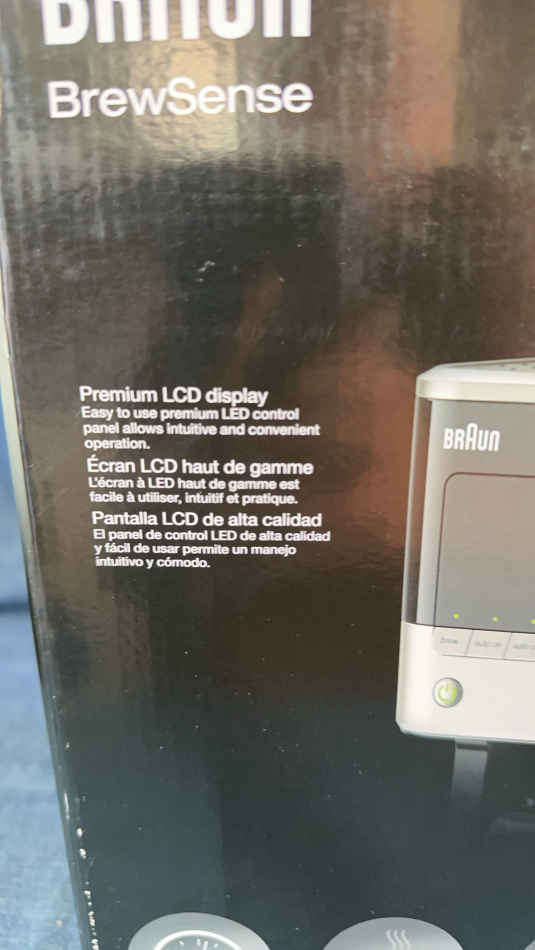 BRAUN
BrewSense
Premium LCD display
Easy to use premium LED control
panel allows intuitive and convenient
operation.
Écran LCD haut de gamme
L'écran à LED haut de gamme est
facile à utiliser, intuitif et pratique.
Pantalla LCD de alta calidad
El panel de control LED de alta calidad
y fácil de usar permite un manejo
intuitivo y cómodo.
BRAUN